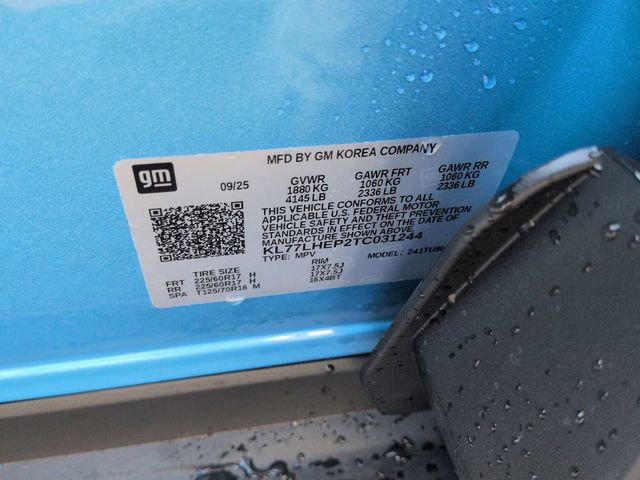 MFD BY GM KOREA COMPANY
gm
09/25
GVWR GAWR FRT GAWR RR
1880 KG 1060 KG 1060 KG
4145 LB 2336 LB 2336 LB
THIS VEHICLE CONFORMS TO ALL
APPLICABLE U.S. FEDERAL MOTOR
VEHICLE SAFETY AND THEFT PREVENTION
STANDARDS IN EFFECT ON THE DATE OF
MANUFACTURE SHOWN ABOVE.
KL77LHEP2TC031244
TYPE: MPV MODEL:
TIRE SIZE RIM
FRT 225/60R17 H 17X7.5J
RR 225/60R17 H 17X7.5J
SPA T125/70R16 M 16X4BT